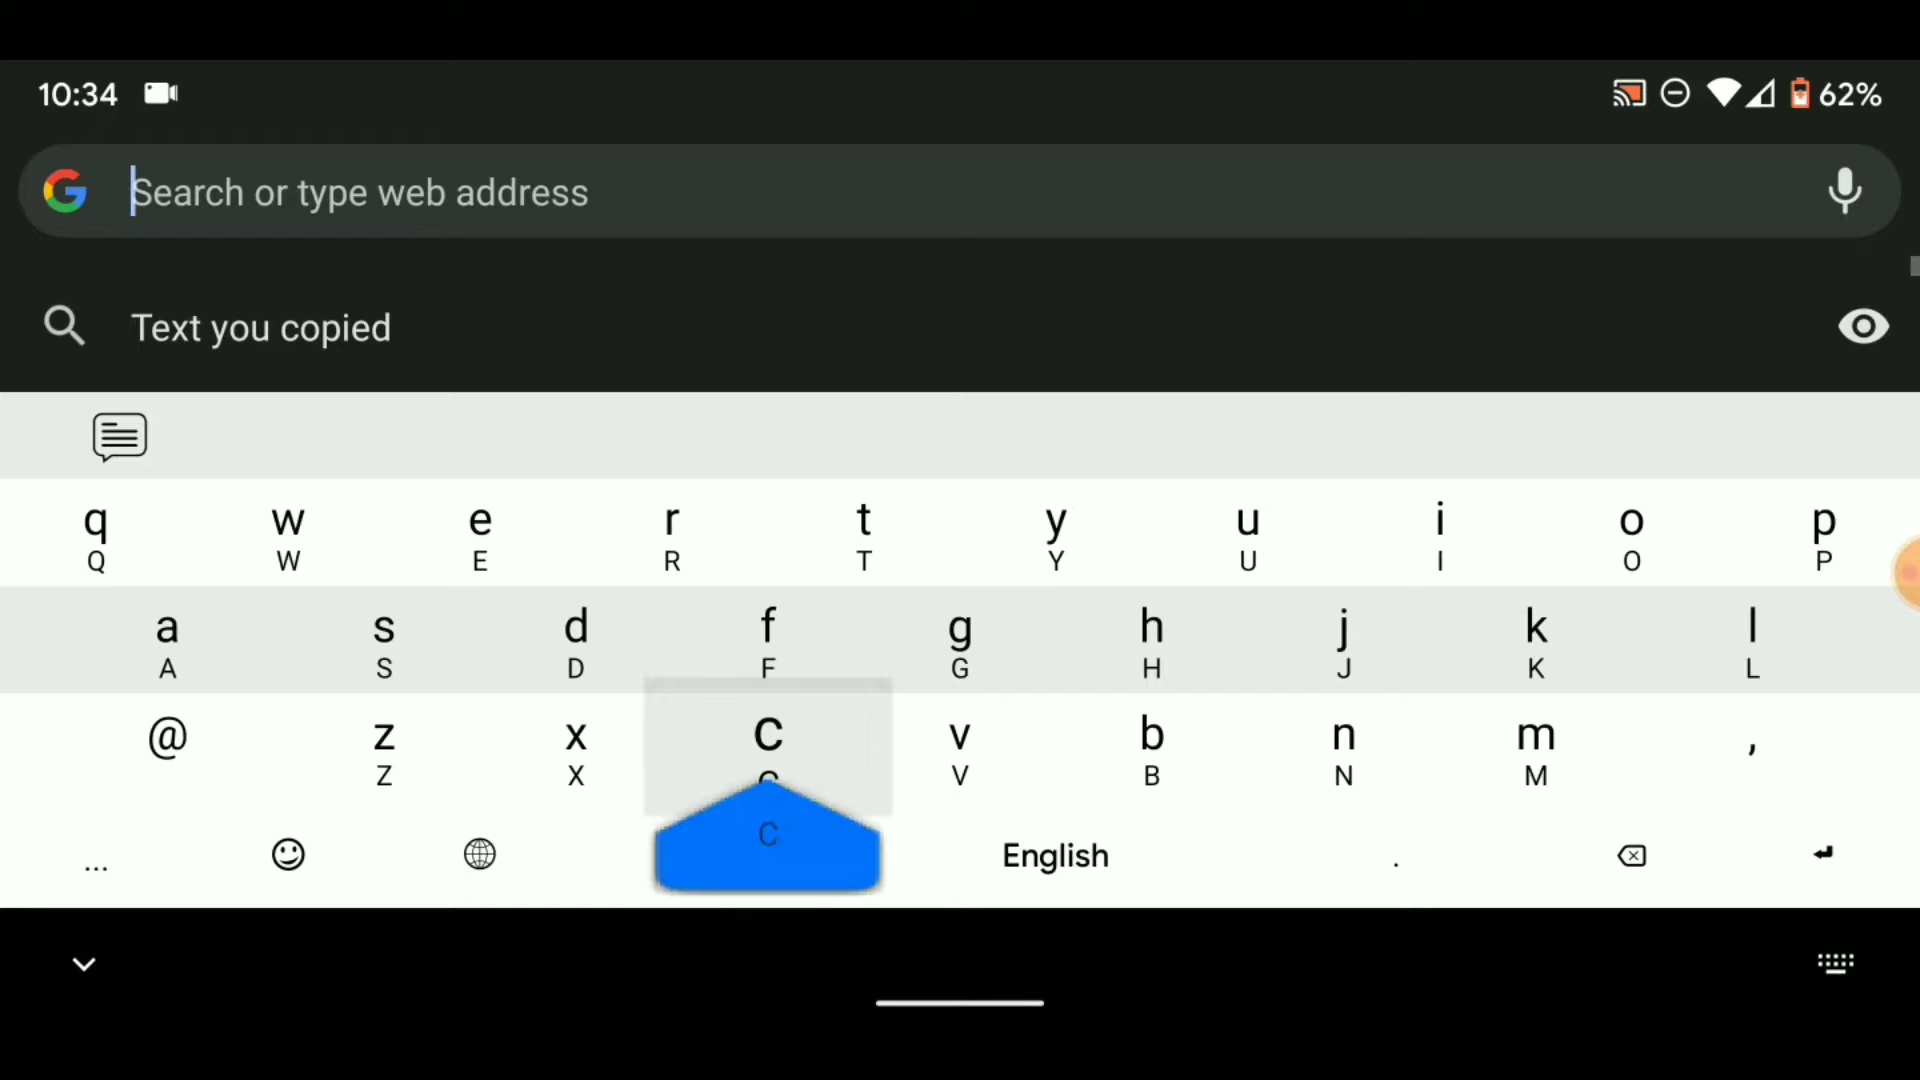 10:34 62%
Search or type web address
Text you copied
q w e r t y u i o p
Q W E R T Y U I O P
a s d f g h j k l
A S D F G H J K L
@ z x c v b n m ,
Z X C V B N M
... C English .